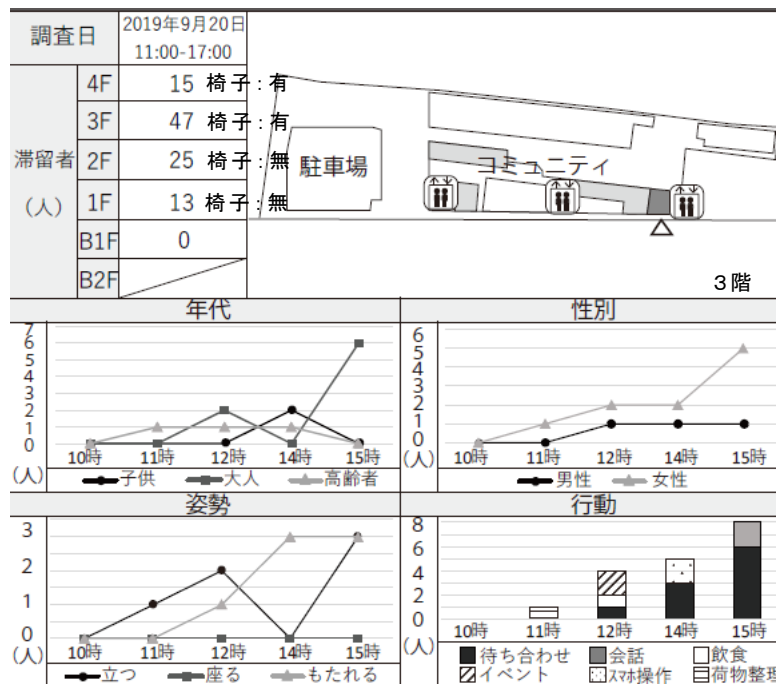 調査日 2019年9月20日
11:00-17:00
滞留者
(人)
4F 15 椅子:有
3F 47 椅子:有
2F 25 椅子:無
1F 13 椅子:無
B1F 0
B2F
駐車場
コミュニティ
3階
年代
7
6
5
4
3
2
1
0
(人)
10時 11時 12時 14時 15時
子供 大人 高齢者
性別
6
5
4
3
2
1
0
(人)
10時 11時 12時 14時 15時
男性 女性
姿勢
3
2
1
0
(人)
10時 11時 12時 14時 15時
立つ 座る もたれる
行動
8
6
4
2
0
(人)
10時 11時 12時 14時 15時
待ち合わせ 会話 飲食
イベント スマホ操作 荷物整理